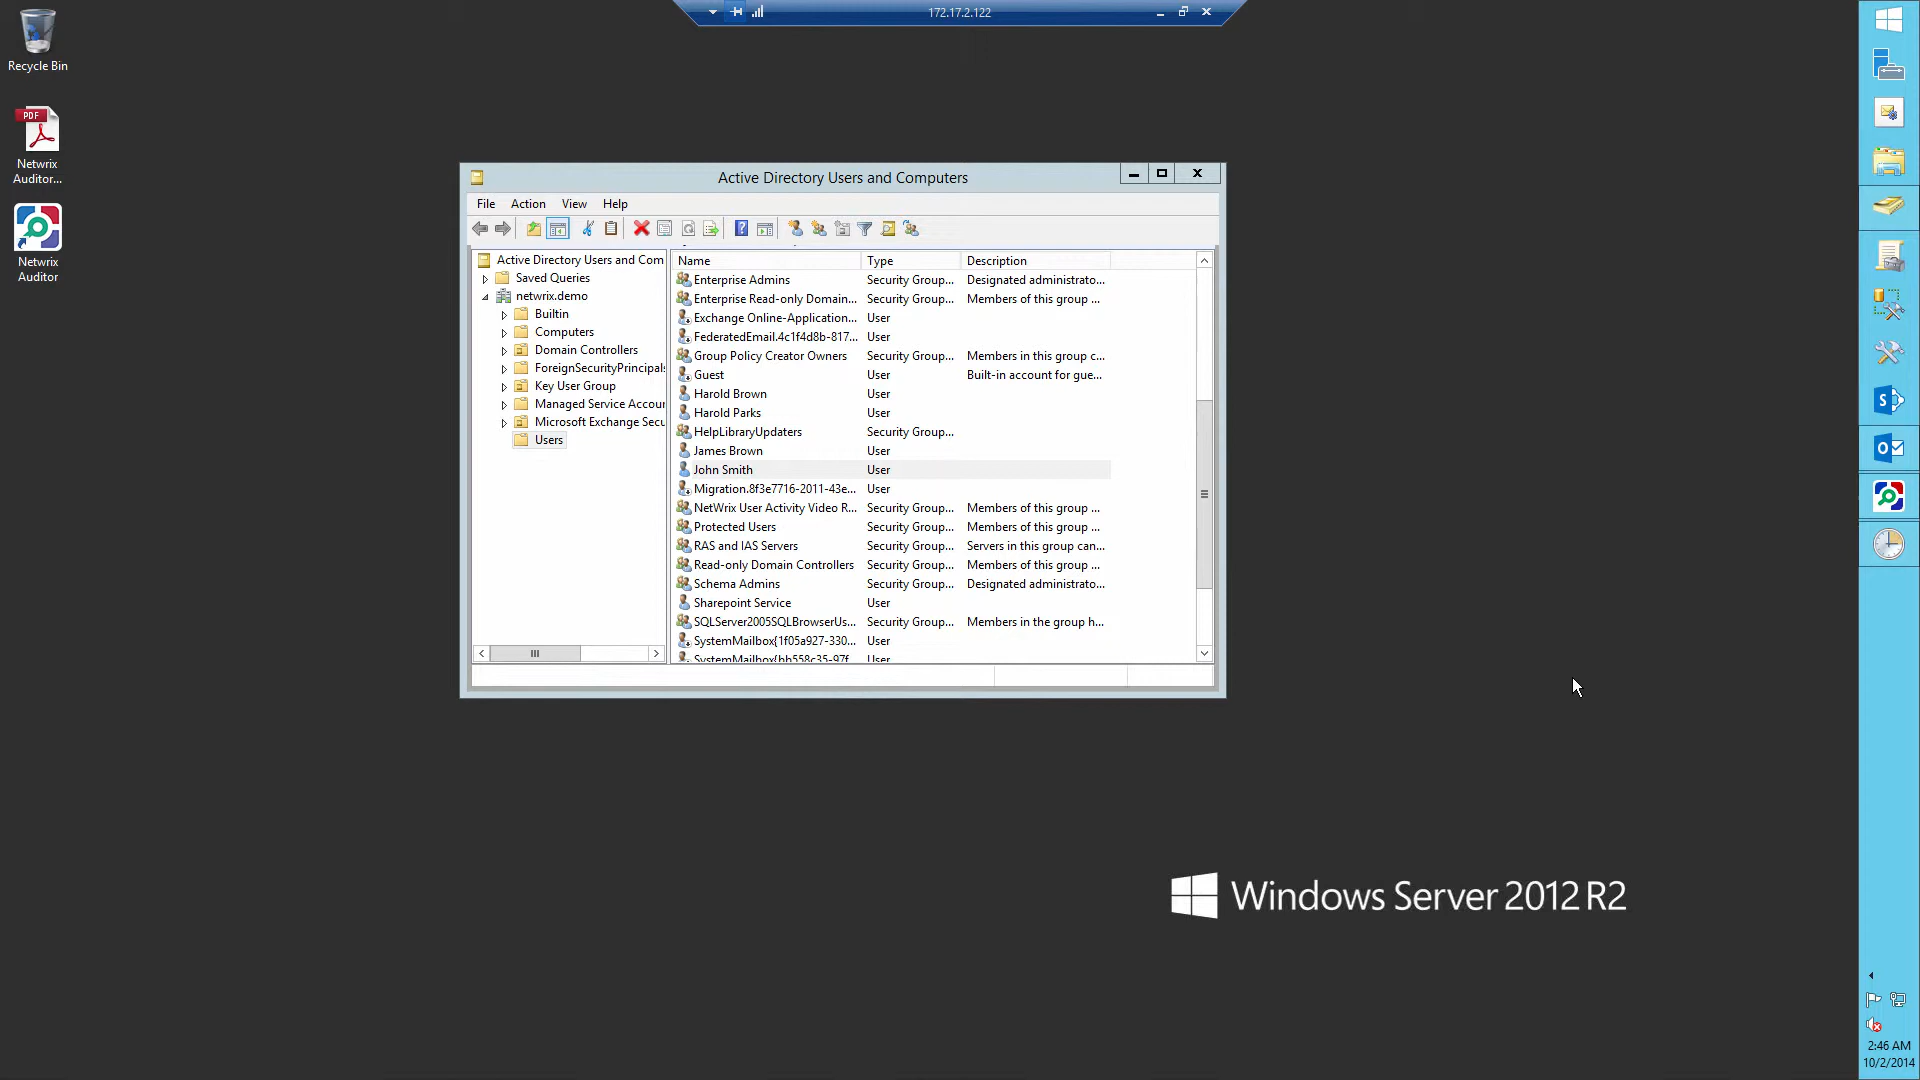 172.17.2.122
Recycle Bin
PDF
Netwrix
Auditor...
Netwrix
Auditor
Active Directory Users and Computers
File Action View Help
Active Directory Users and Com
Saved Queries
netwrix.demo
Builtin
Computers
Domain Controllers
ForeignSecurityPrincipals
Key User Group
Managed Service Accour
Microsoft Exchange Secu
Users
Name Type Description
Enterprise Admins Security Group... Designated administrato...
Enterprise Read-only Domain... Security Group... Members of this group ...
Exchange Online-Application... User
FederatedEmail.4c1f4d8b-817... User
Group Policy Creator Owners Security Group... Members in this group c...
Guest User Built-in account for gue...
Harold Brown User
Harold Parks User
HelpLibraryUpdaters Security Group...
James Brown User
John Smith User
Migration.8f3e7716-2011-43e... User
NetWrix User Activity Video R... Security Group... Members of this group ...
Protected Users Security Group... Members of this group ...
RAS and IAS Servers Security Group... Servers in this group can...
Read-only Domain Controllers Security Group... Members of this group ...
Schema Admins Security Group... Designated administrato...
Sharepoint Service User
SQLServer2005SQLBrowserUs... Security Group... Members in the group h...
SystemMailbox{1f05a927-330... User
SystemMailbox{bb558c35-97f... User
Windows Server 2012 R2
2:46 AM
10/2/2014